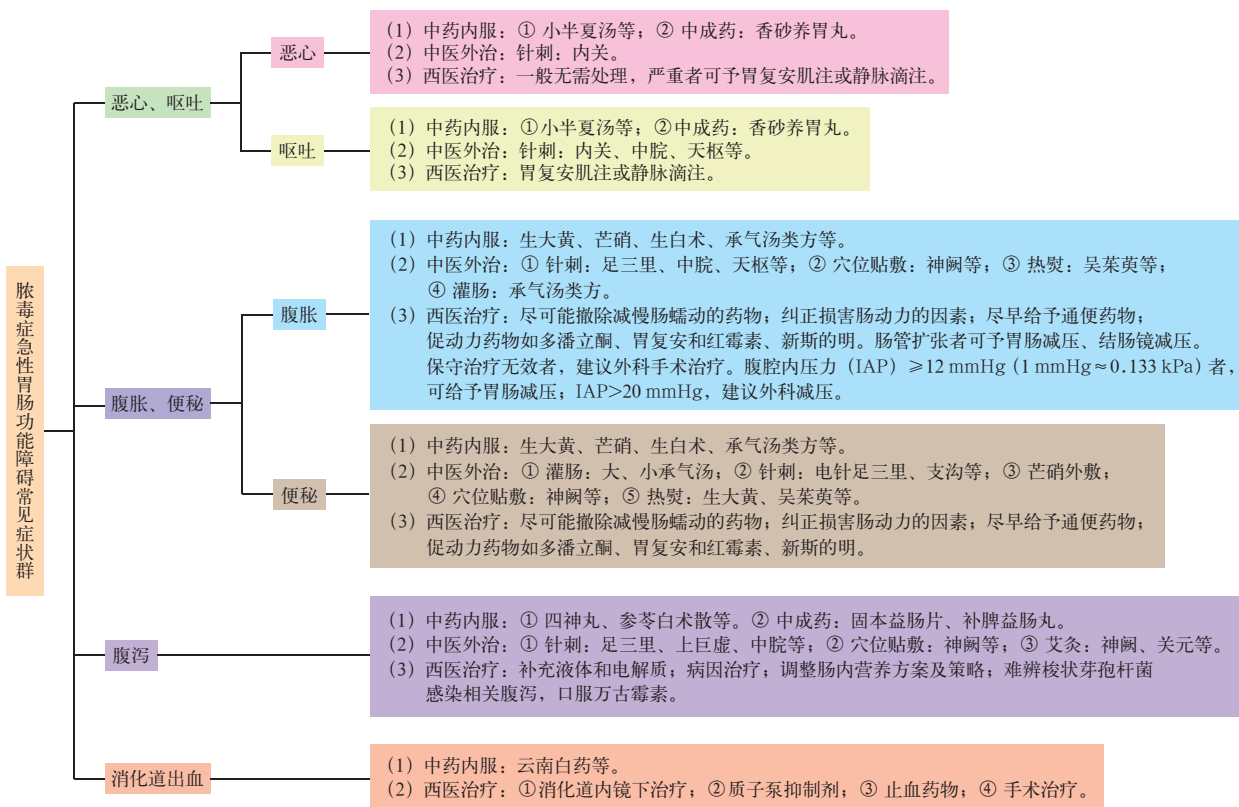 脓毒症急性胃肠功能障碍常见症状群
恶心、呕吐
恶心
(1) 中药内服：① 小半夏汤等；② 中成药：香砂养胃丸。
(2) 中医外治：针刺：内关。
(3) 西医治疗：一般无需处理，严重者可予胃复安肌注或静脉滴注。
呕吐
(1) 中药内服：①小半夏汤等；②中成药：香砂养胃丸。
(2) 中医外治：针刺：内关、中脘、天枢等。
(3) 西医治疗：胃复安肌注或静脉滴注。
腹胀、便秘
腹胀
(1) 中药内服：生大黄、芒硝、生白术、承气汤类方等。
(2) 中医外治：① 针刺：足三里、中脘、天枢等；② 穴位贴敷：神阙等；③ 热熨：吴茱萸等；
④ 灌肠：承气汤类方。
(3) 西医治疗：尽可能撤除减慢肠蠕动的药物；纠正损害肠动力的因素；尽早给予通便药物；
促动力药物如多潘立酮、胃复安和红霉素、新斯的明。肠管扩张者可予胃肠减压、结肠镜减压。
保守治疗无效者，建议外科手术治疗。腹腔内压力（IAP）≥12 mmHg（1 mmHg≈0.133 kPa）者，
可给予胃肠减压；IAP>20 mmHg，建议外科减压。
便秘
(1) 中药内服：生大黄、芒硝、生白术、承气汤类方等。
(2) 中医外治：① 灌肠：大、小承气汤；② 针刺：电针足三里、支沟等；③ 芒硝外敷；
④ 穴位贴敷：神阙等；⑤ 热熨：生大黄、吴茱萸等。
(3) 西医治疗：尽可能撤除减慢肠蠕动的药物；纠正损害肠动力的因素；尽早给予通便药物；
促动力药物如多潘立酮、胃复安和红霉素、新斯的明。
腹泻
(1) 中药内服：① 四神丸、参苓白术散等。② 中成药：固本益肠片、补脾益肠丸。
(2) 中医外治：① 针刺：足三里、上巨虚、中脘等；② 穴位贴敷：神阙等；③ 艾灸：神阙、关元等。
(3) 西医治疗：补充液体和电解质；病因治疗；调整肠内营养方案及策略；难辨梭状芽孢杆菌
感染相关腹泻，口服万古霉素。
消化道出血
(1) 中药内服：云南白药等。
(2) 西医治疗：①消化道内镜下治疗；②质子泵抑制剂；③ 止血药物；④ 手术治疗。